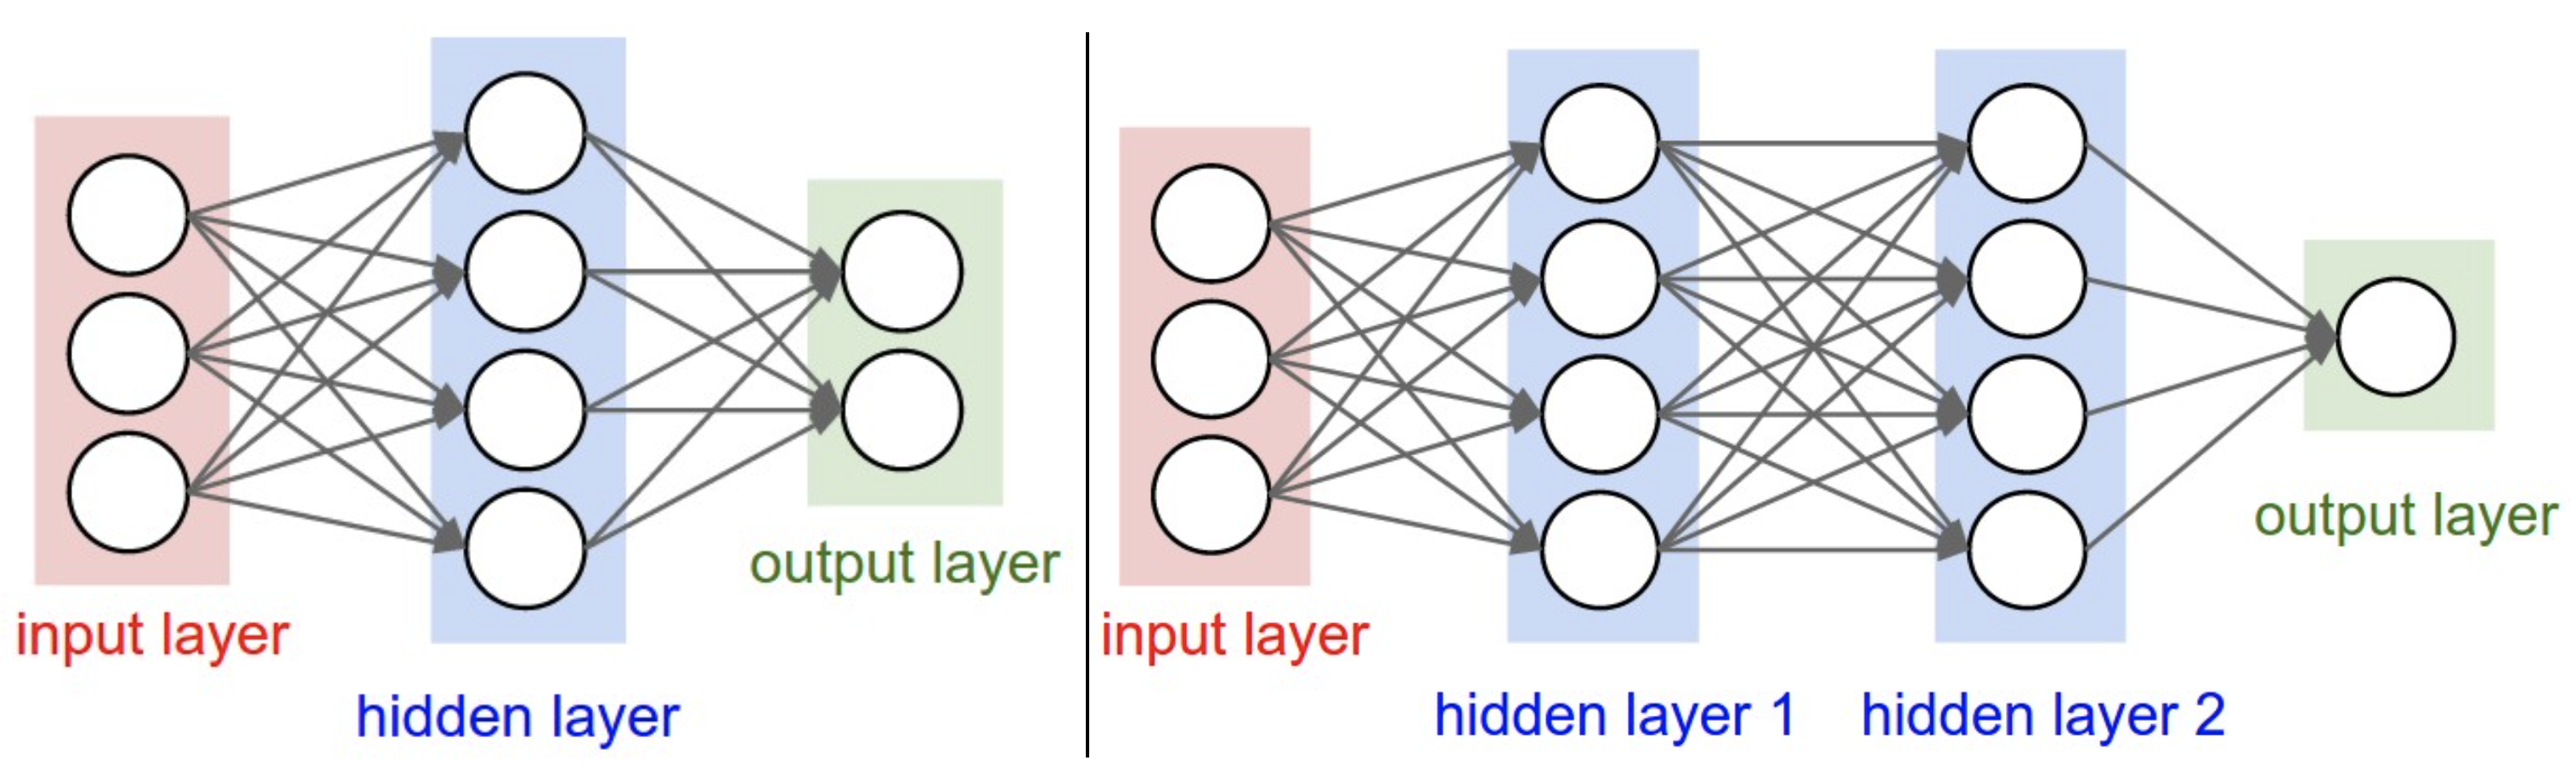 input layer
hidden layer
output layer
input layer
hidden layer 1
hidden layer 2
output layer